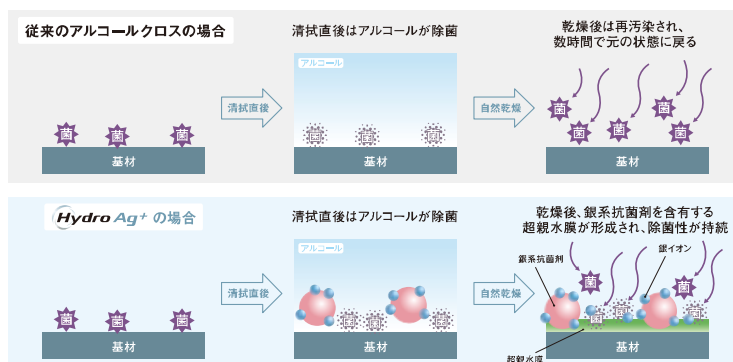 従来のアルコールクロスの場合
清拭直後はアルコールが除菌
乾燥後は再汚染され、
数時間で元の状態に戻る
アルコール
菌 菌 菌
清拭直後
菌 菌 菌
自然乾燥
菌 菌 菌 菌 菌
基材
基材
基材
Hydro Ag+ の場合
清拭直後はアルコールが除菌
乾燥後、銀系抗菌剤を含有する
超親水膜が形成され、除菌性が持続
アルコール
銀系抗菌剤
銀イオン
菌 菌 菌
清拭直後
菌 菌 菌
自然乾燥
菌 菌 菌 菌 菌
基材
基材
基材
超親水膜